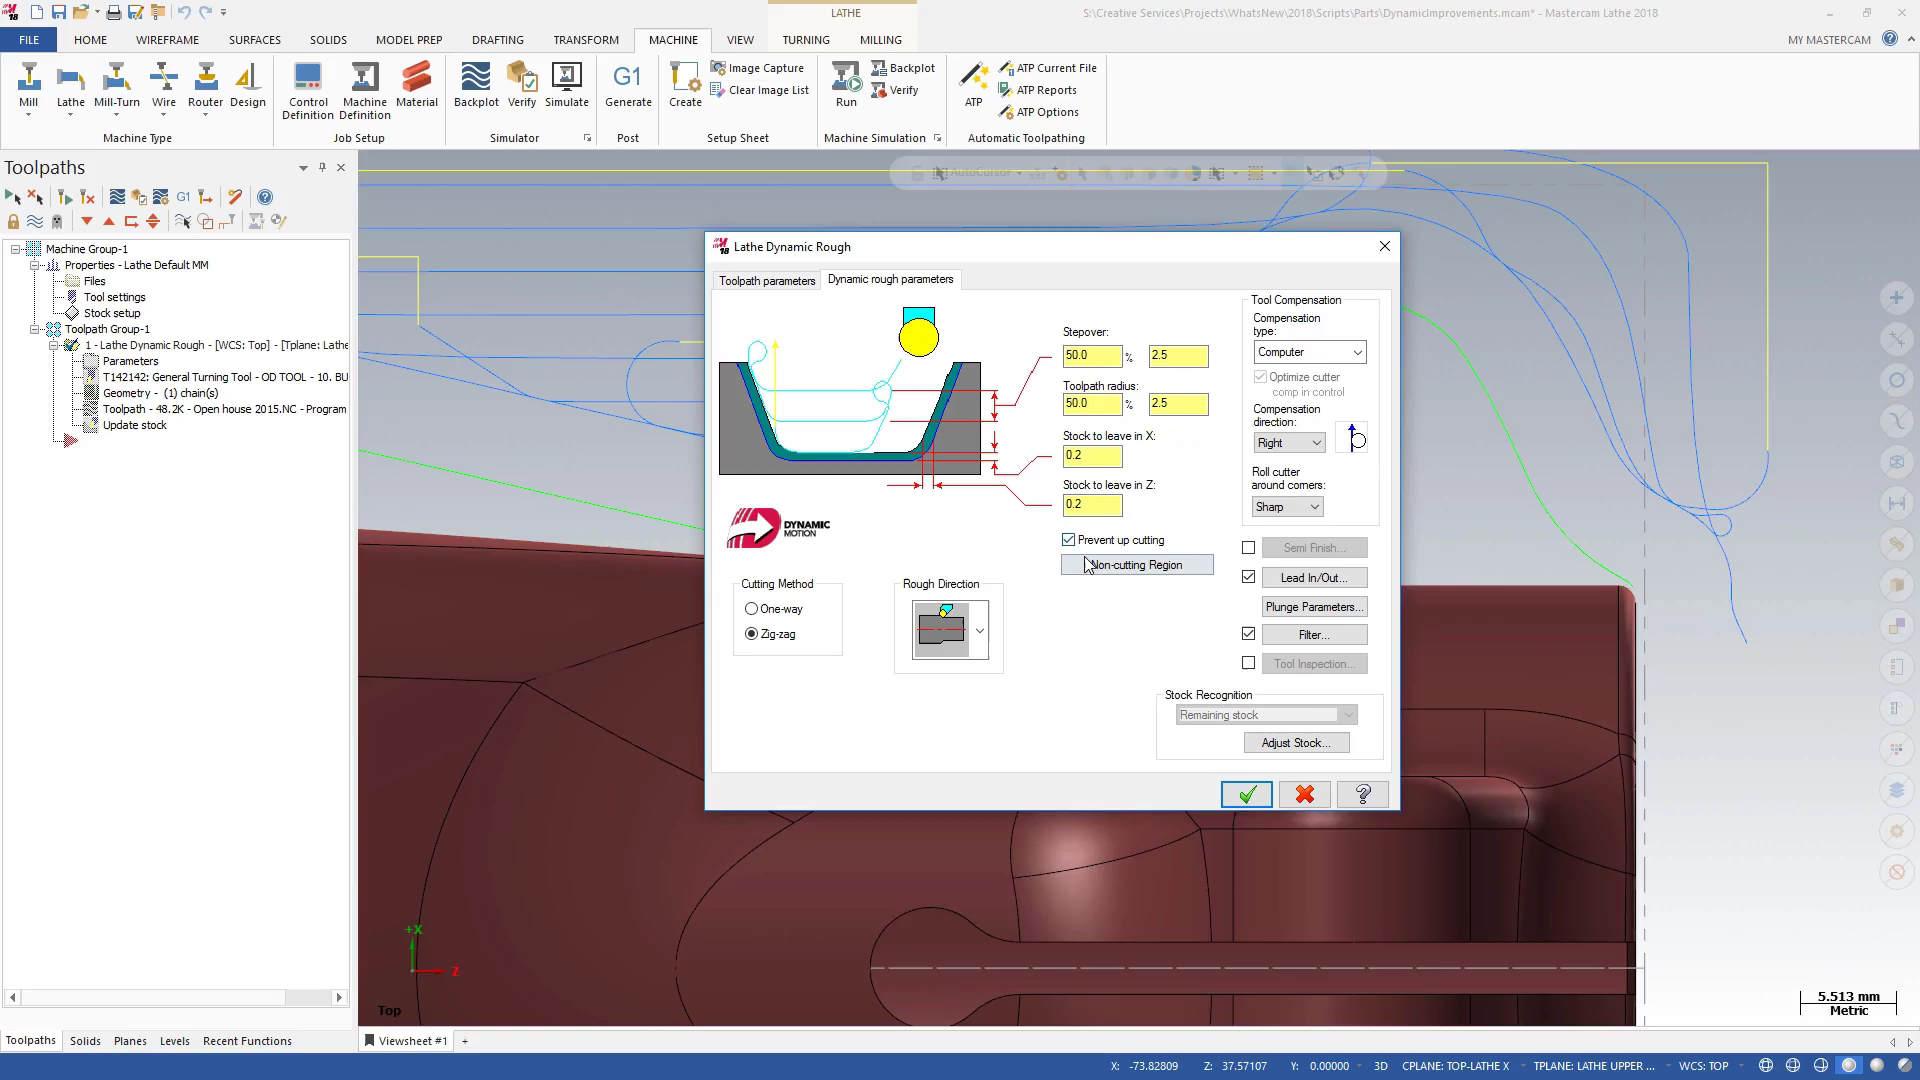 LATHE
S:\Creative Services\Projects\WhatsNew\2018\Scripts\Parts\DynamicImprovements.mcam* - Mastercam Lathe 2018
FILE HOME WIREFRAME SURFACES SOLIDS MODEL PREP DRAFTING TRANSFORM MACHINE VIEW TURNING MILLING MY MASTERCAM
Mill Lathe Mill-Turn Wire Router Design
Machine Type
Control Definition Machine Definition Material
Job Setup
Backplot Verify Simulate
Simulator
G1 Generate
Post
Create Image Capture
Clear Image List
Setup Sheet
Run Backplot
Verify
Machine Simulation
ATP ATP Current File
ATP Reports
ATP Options
Automatic Toolpathing
Toolpaths
G1
AutoCursor
XYZ
Machine Group-1
Properties - Lathe Default MM
Files
Tool settings
Stock setup
Toolpath Group-1
1 - Lathe Dynamic Rough - [WCS: Top] - [Tplane: Lathe
Parameters
T142142: General Turning Tool - OD TOOL - 10. BU
Geometry - (1) chain(s)
Toolpath - 48.2K - Open house 2015.NC - Program
Update stock
Lathe Dynamic Rough
Toolpath parameters Dynamic rough parameters
Stepover:
50.0 % 2.5
Toolpath radius:
50.0 % 2.5
Stock to leave in X:
0.2
Stock to leave in Z:
0.2
Prevent up cutting
Non-cutting Region
DYNAMIC
MOTION
Cutting Method
One-way
Zig-zag
Rough Direction
Tool Compensation
Compensation
type:
Computer
Optimize cutter
comp in control
Compensation
direction:
Right
Roll cutter
around corners:
Sharp
Semi Finish...
Lead In/Out...
Plunge Parameters...
Filter...
Tool Inspection...
Stock Recognition
Remaining stock
Adjust Stock...
+X
Z
Top
5.513 mm
Metric
Toolpaths Solids Planes Levels Recent Functions
Viewsheet #1 +
X: -73.82809 Z: 37.57107 Y: 0.00000 3D CPLANE: TOP-LATHE X TPLANE: LATHE UPPER ... WCS: TOP